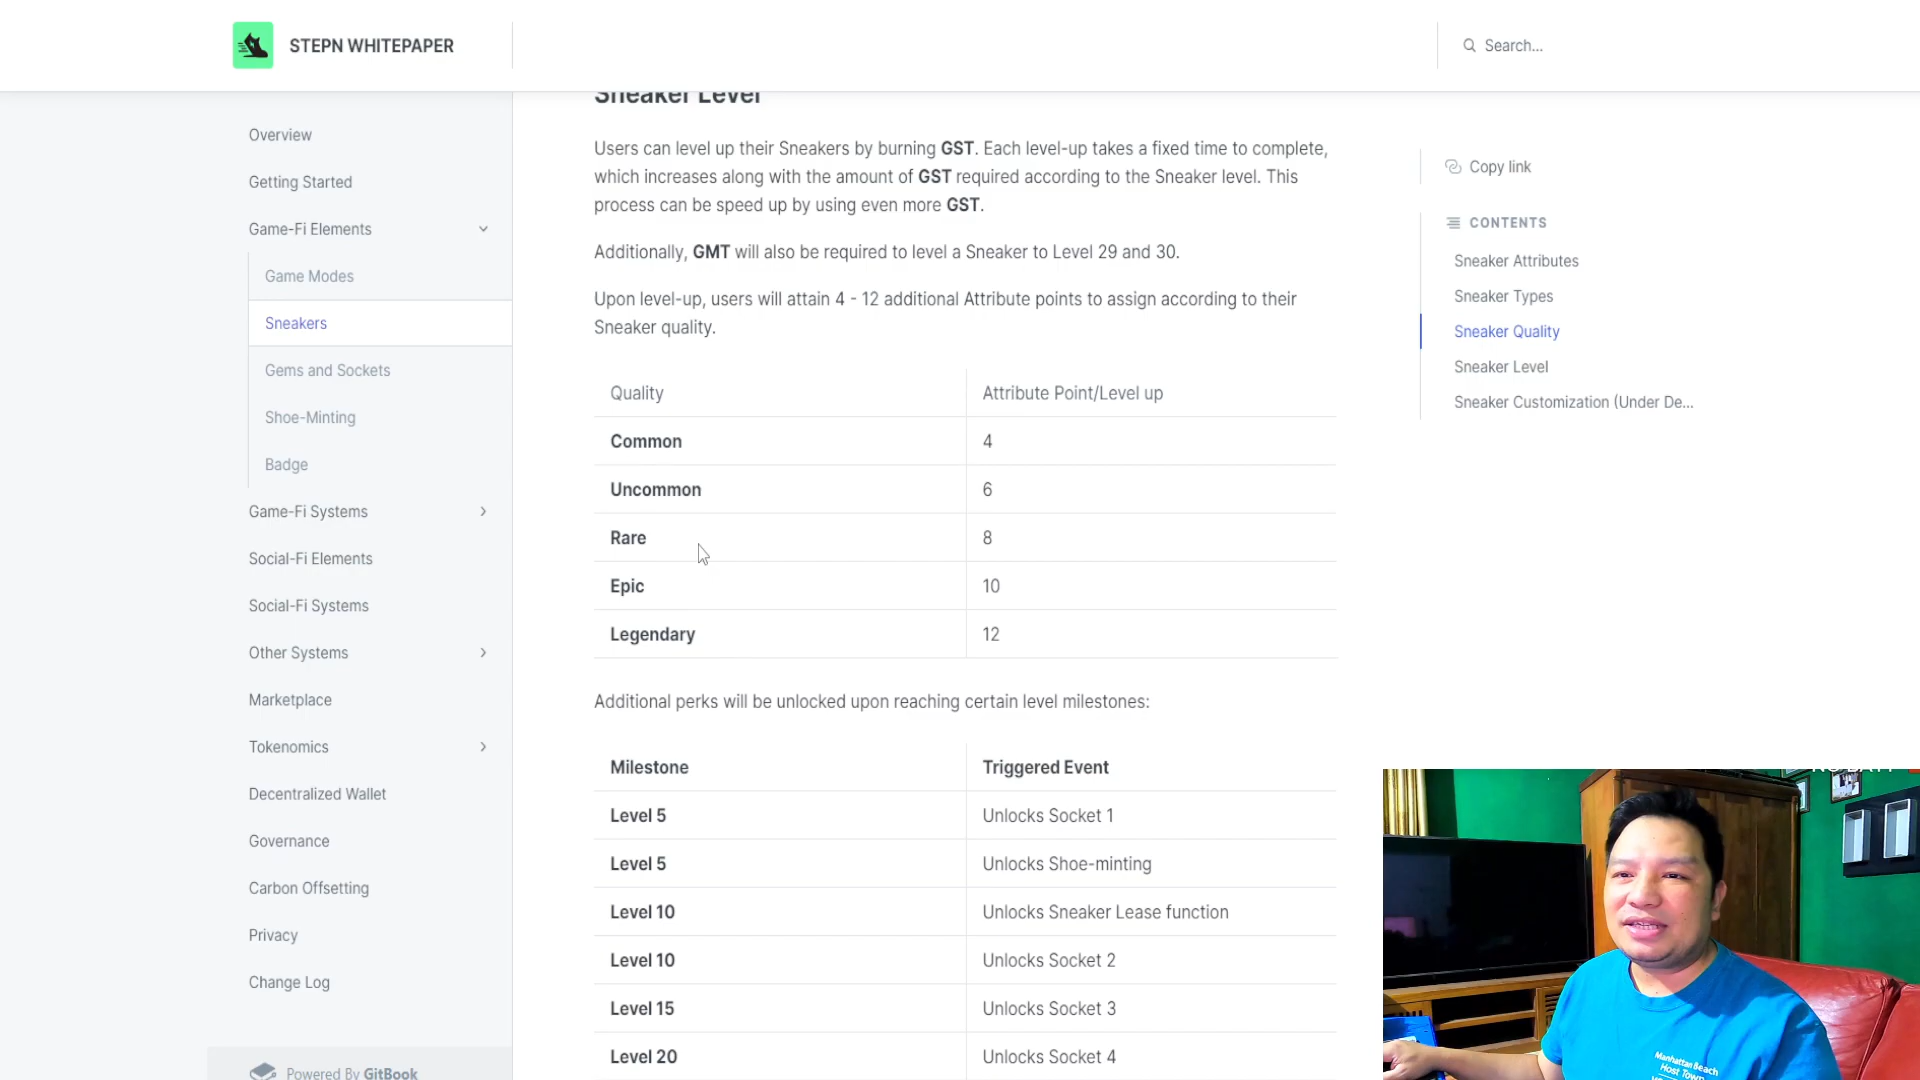 STEPN WHITEPAPER
Search...
Overview
Getting Started
Game-Fi Elements
Game Modes
Sneakers
Gems and Sockets
Shoe-Minting
Badge
Game-Fi Systems
Social-Fi Elements
Social-Fi Systems
Other Systems
Marketplace
Tokenomics
Decentralized Wallet
Governance
Carbon Offsetting
Privacy
Change Log
Powered By GitBook
Sneaker Level
Users can level up their Sneakers by burning GST. Each level-up takes a fixed time to complete,
which increases along with the amount of GST required according to the Sneaker level. This
process can be speed up by using even more GST.
Additionally, GMT will also be required to level a Sneaker to Level 29 and 30.
Upon level-up, users will attain 4 - 12 additional Attribute points to assign according to their
Sneaker quality.
Quality Attribute Point/Level up
Common 4
Uncommon 6
Rare 8
Epic 10
Legendary 12
Additional perks will be unlocked upon reaching certain level milestones:
Milestone Triggered Event
Level 5 Unlocks Socket 1
Level 5 Unlocks Shoe-minting
Level 10 Unlocks Sneaker Lease function
Level 10 Unlocks Socket 2
Level 15 Unlocks Socket 3
Level 20 Unlocks Socket 4
Copy link
CONTENTS
Sneaker Attributes
Sneaker Types
Sneaker Quality
Sneaker Level
Sneaker Customization (Under De...
Manhattan Beach
Host Town